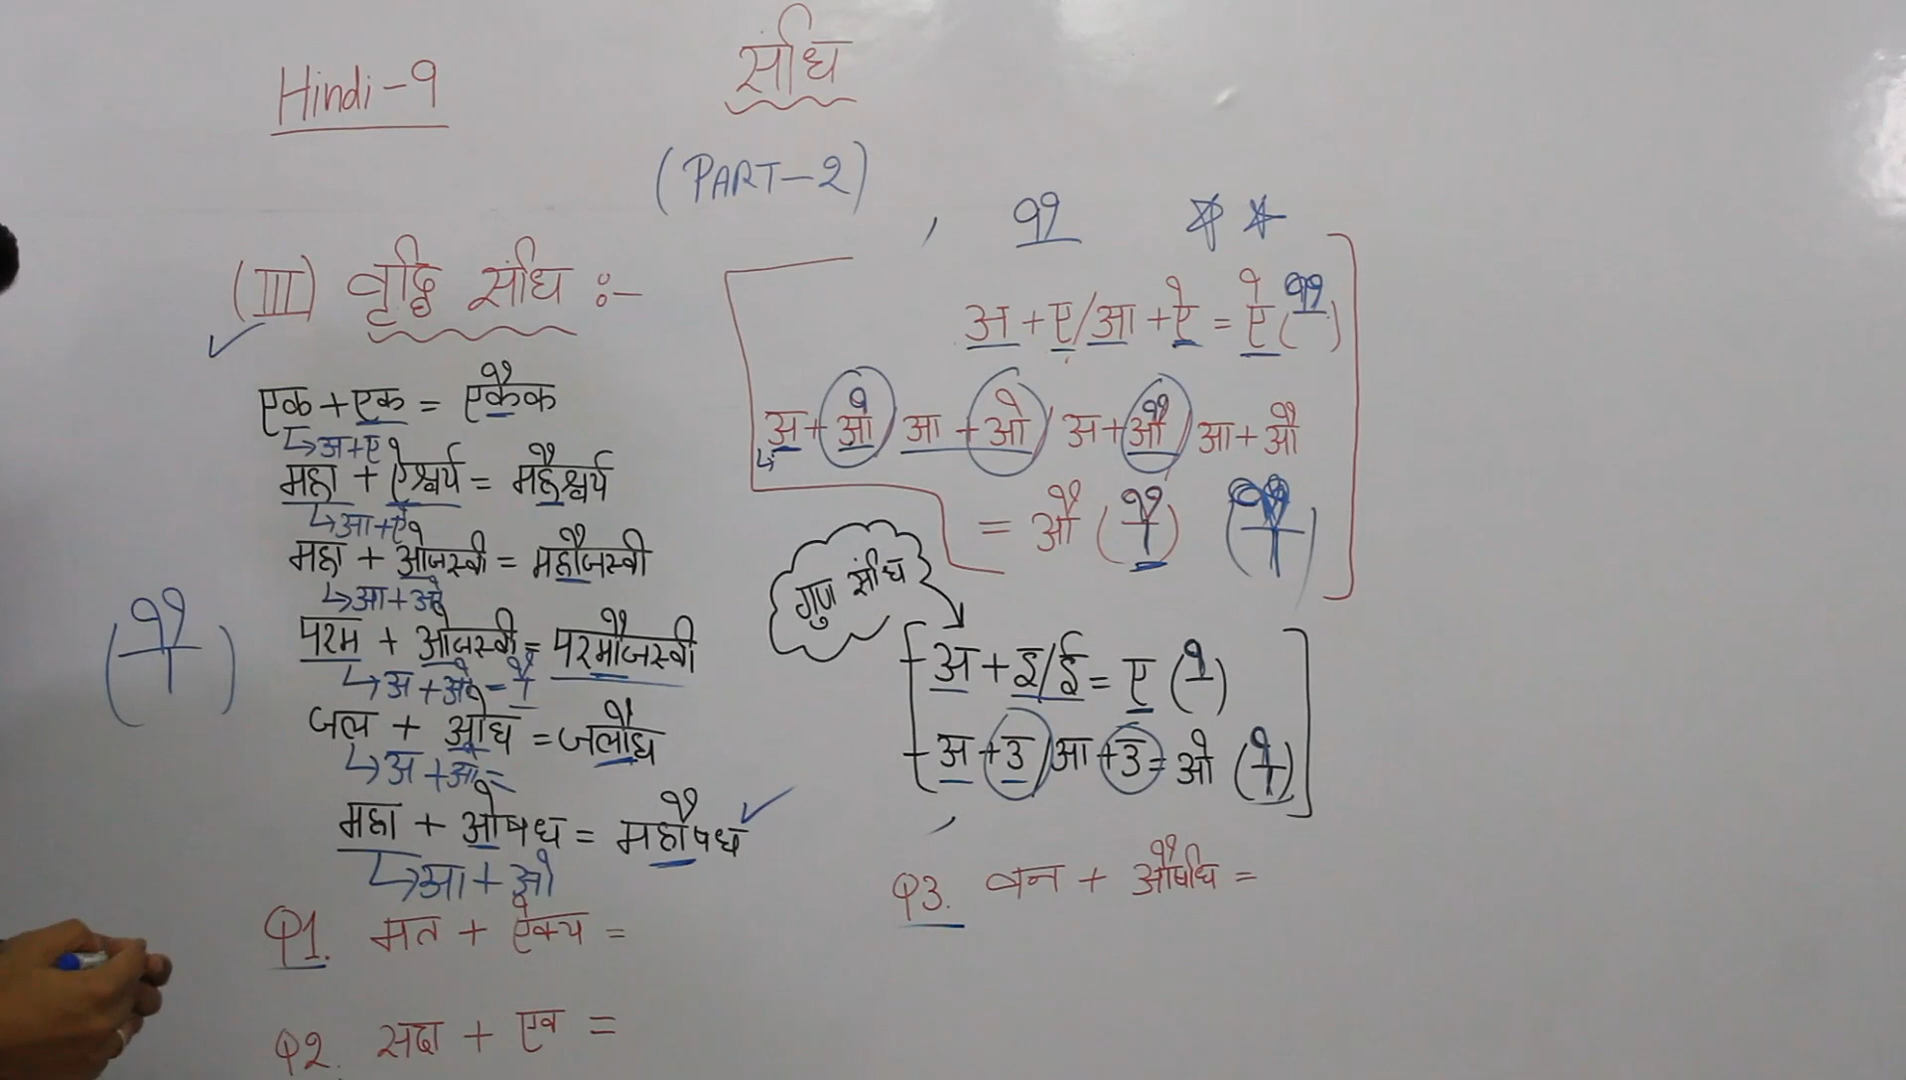 Hindi-9
संधि
(PART-2)
(III) वृद्धि संधि :-
एक + एक = एकैक
↳ अ+ए
महा + ऐश्वर्य = महैश्वर्य
↳ आ+ऐ
महा + ओजस्वी = महौजस्वी
↳ आ+ओ
परम + ओजस्वी = परमौजस्वी
↳ अ+ओ = ौ
जल + ओघ = जलौघ
↳ अ+ओ =
महा + औषध = महौषध
↳ आ+ओ
( ौ )
Q1. मत + ऐक्य =
Q2. सदा + एव =
अ + ए/आ + ऐ = ऐ ( ै )
अ + ओ/आ + ओ/अ + औ/आ + औ
= औ ( ौ ) ( ौ )
गुण संधि
अ + इ/ई = ए ( े )
अ + उ/आ + उ = ओ ( ो )
Q3. वन + औषधि =